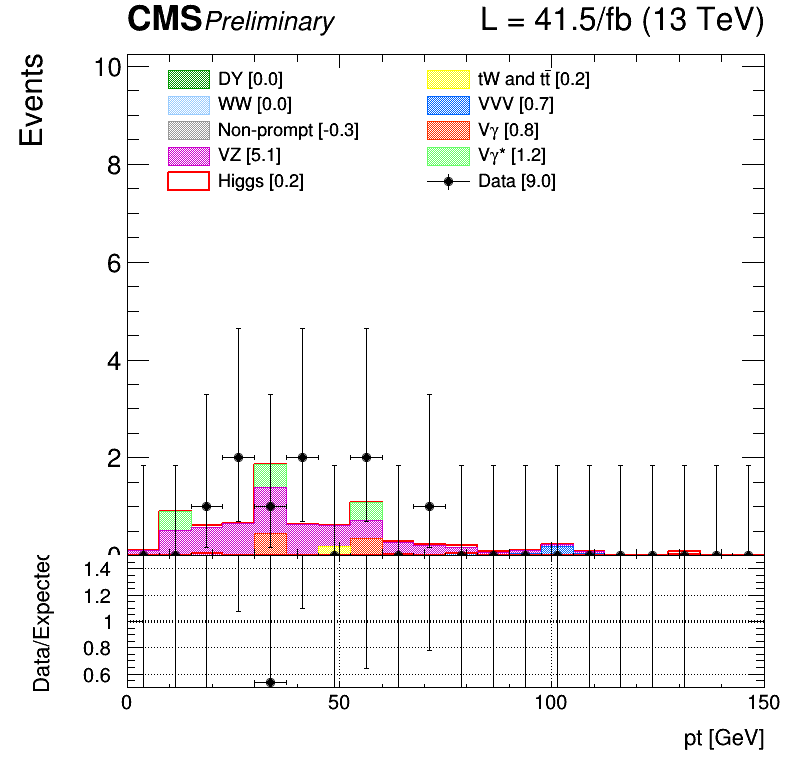 CMS Preliminary L = 41.5/fb (13 TeV)
Events
10
8
6
4
2
0
DY [0.0]
WW [0.0]
Non-prompt [-0.3]
VZ [5.1]
Higgs [0.2]
tW and tt̄ [0.2]
VVV [0.7]
Vγ [0.8]
Vγ* [1.2]
Data [9.0]
Data/Expected
1.4
1.2
1
0.8
0.6
0 50 100 150
pt [GeV]